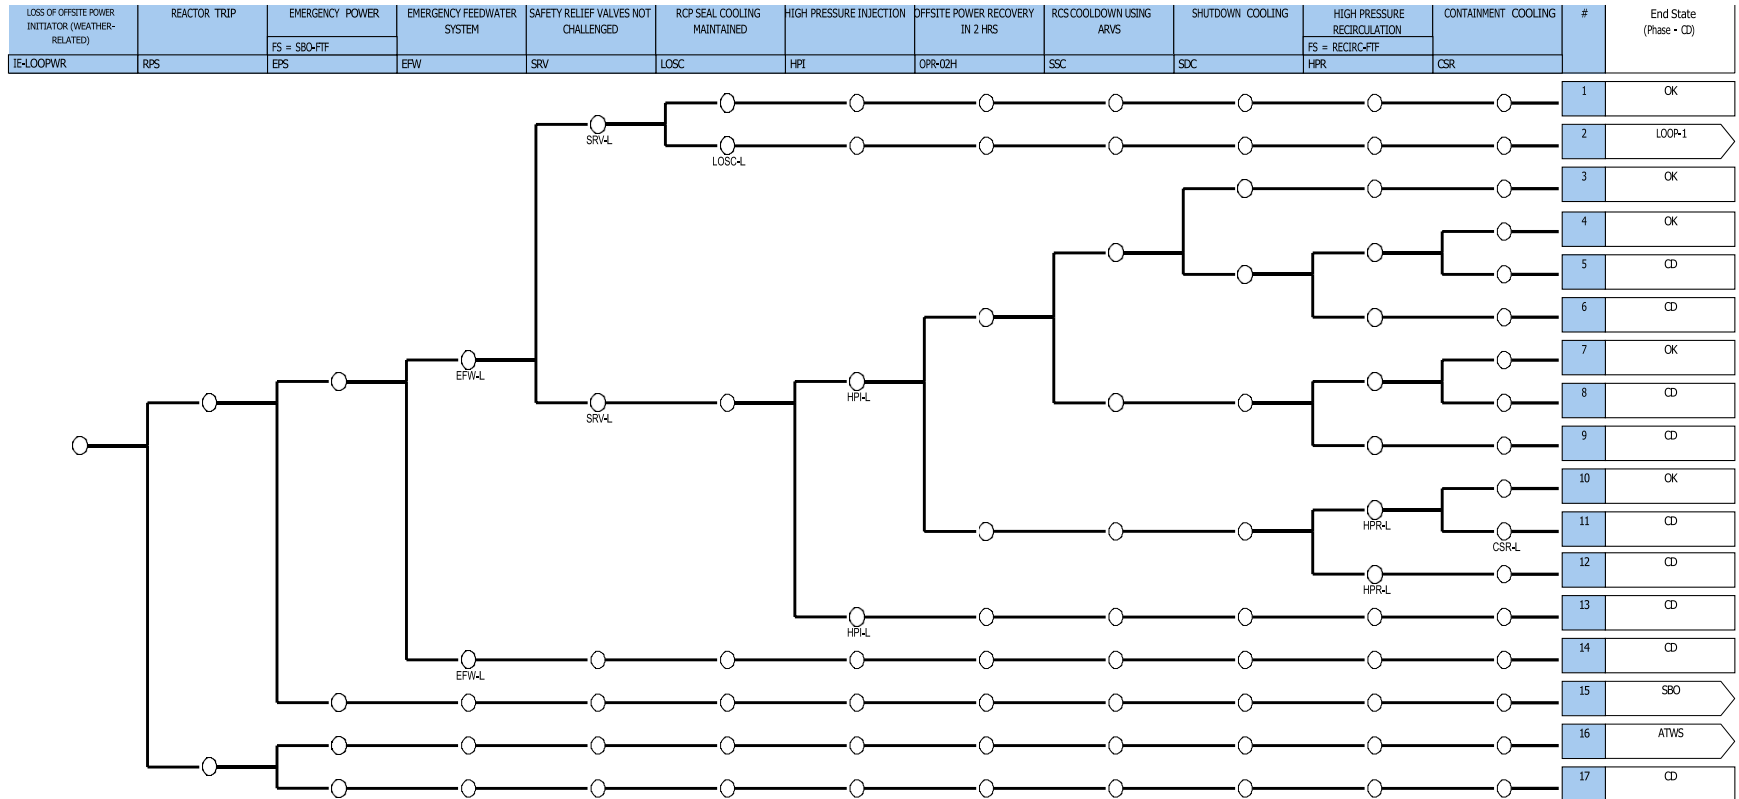 LOSS OF OFFSITE POWER
INITIATOR (WEATHER-
RELATED)
REACTOR TRIP
EMERGENCY POWER
FS = SBO-FTF
EMERGENCY FEEDWATER
SYSTEM
SAFETY RELIEF VALVES NOT
CHALLENGED
RCP SEAL COOLING
MAINTAINED
HIGH PRESSURE INJECTION
OFFSITE POWER RECOVERY
IN 2 HRS
RCS COOLDOWN USING
ARVS
SHUTDOWN COOLING
HIGH PRESSURE
RECIRCULATION
FS = RECIRC-FTF
CONTAINMENT COOLING
#
End State
(Phase - CD)
IE-LOOPWR
RPS
EPS
EFW
SRV
LOSC
HPI
OPR-02H
SSC
SDC
HPR
CSR
1
OK
SRV-L
2
LOOP-1
LOSC-L
3
OK
4
OK
5
CD
6
CD
7
OK
EFW-L
8
CD
HPI-L
SRV-L
9
CD
10
OK
11
CD
HPR-L
CSR-L
12
CD
HPR-L
13
CD
HPI-L
14
CD
EFW-L
15
SBO
16
ATWS
17
CD